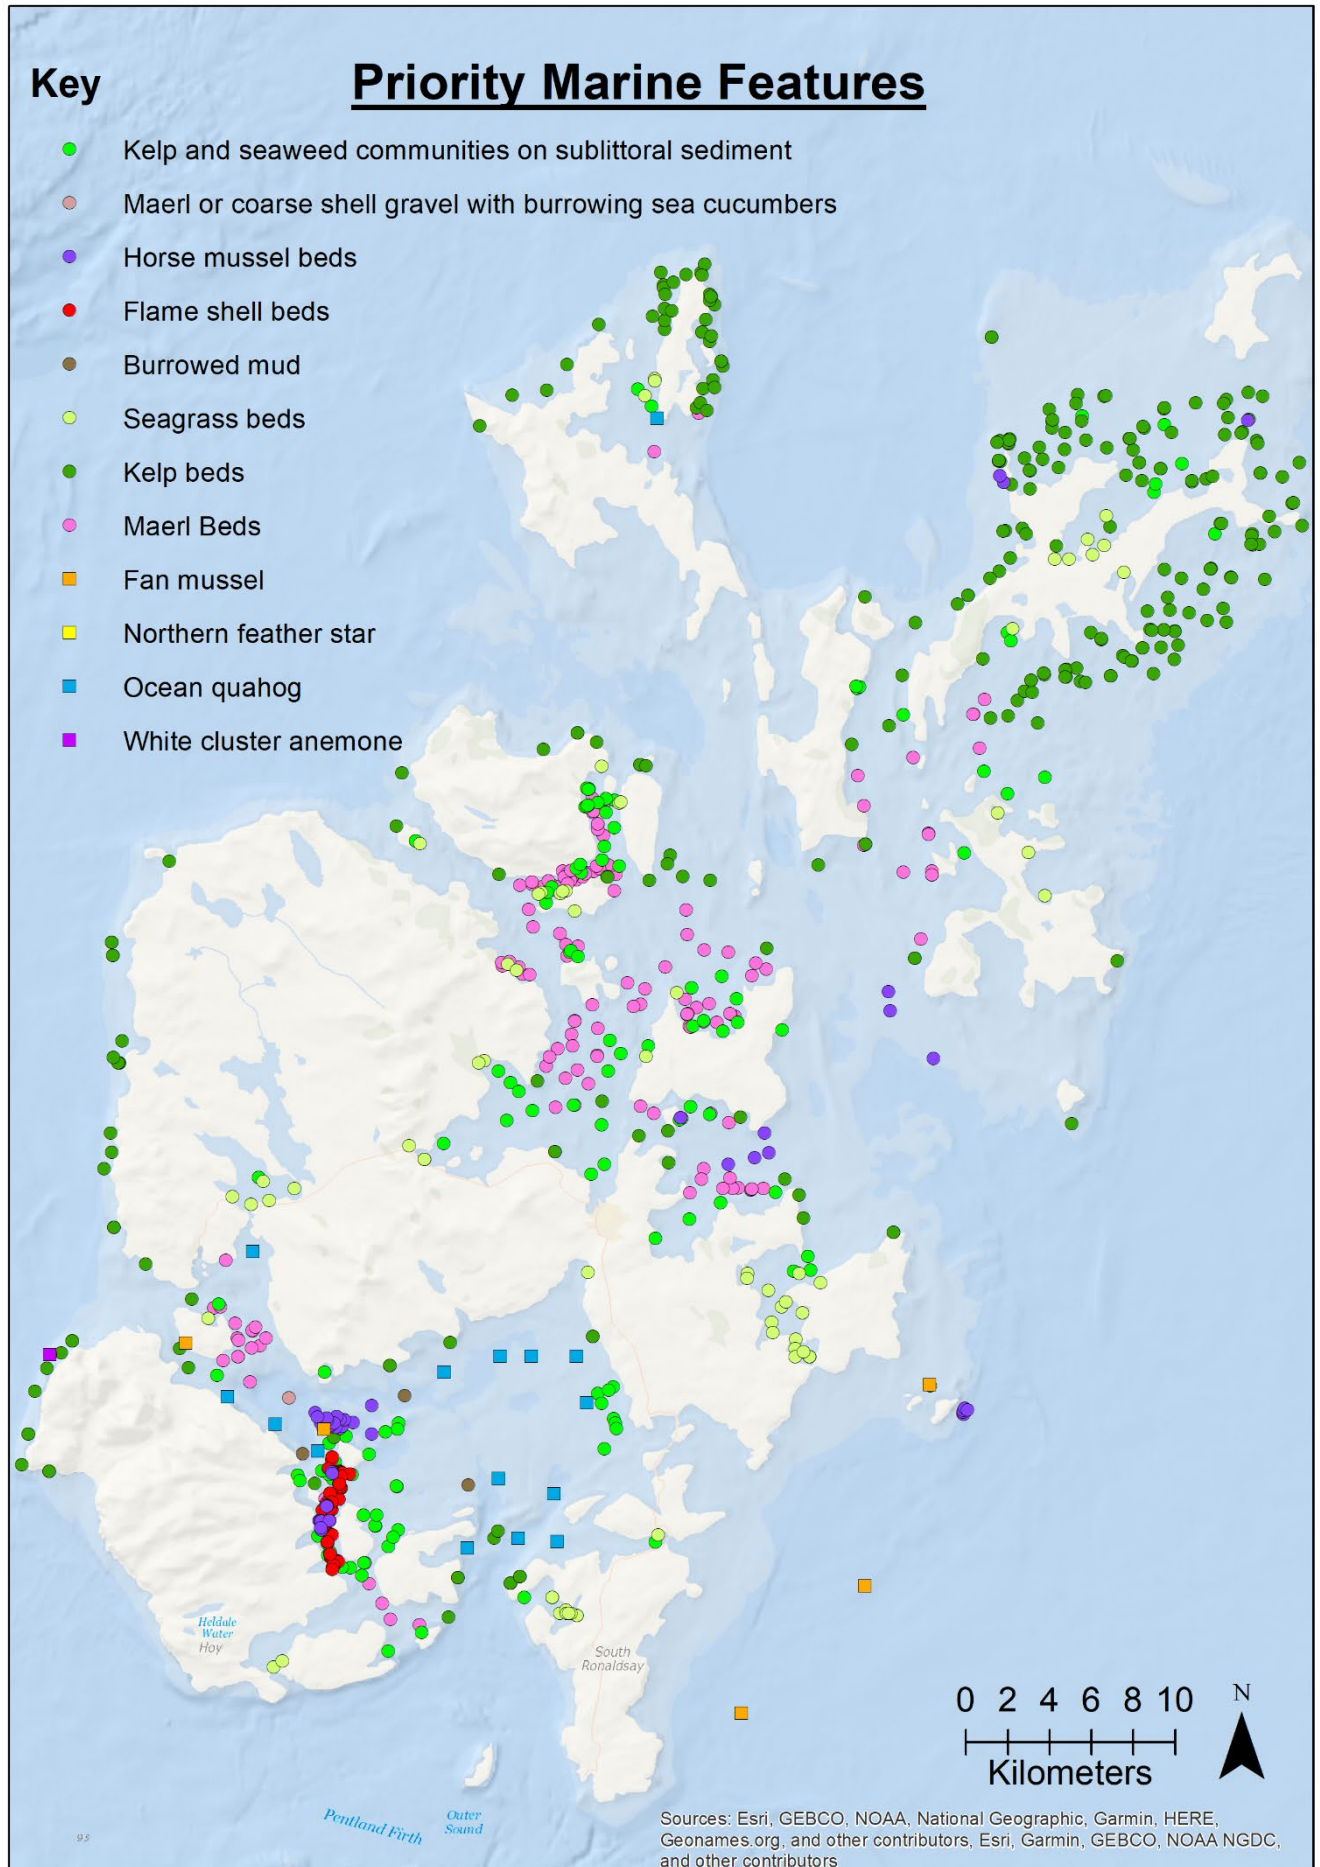 Key
Priority Marine Features
Kelp and seaweed communities on sublittoral sediment
Maerl or coarse shell gravel with burrowing sea cucumbers
Horse mussel beds
Flame shell beds
Burrowed mud
Seagrass beds
Kelp beds
Maerl Beds
Fan mussel
Northern feather star
Ocean quahog
White cluster anemone
Heldale
Water
Hoy
South
Ronaldsay
0 2 4 6 8 10
Kilometers
N
Pentland Firth
Outer
Sound
93
Sources: Esri, GEBCO, NOAA, National Geographic, Garmin, HERE,
Geonames.org, and other contributors, Esri, Garmin, GEBCO, NOAA NGDC,
and other contributors